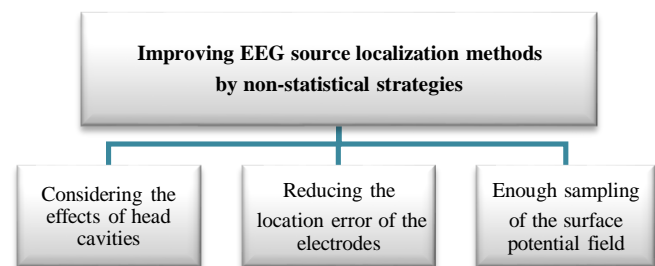 Improving EEG source localization methods
by non-statistical strategies
Considering the
effects of head
cavities
Reducing the
location error of the
electrodes
Enough sampling
of the surface
potential field